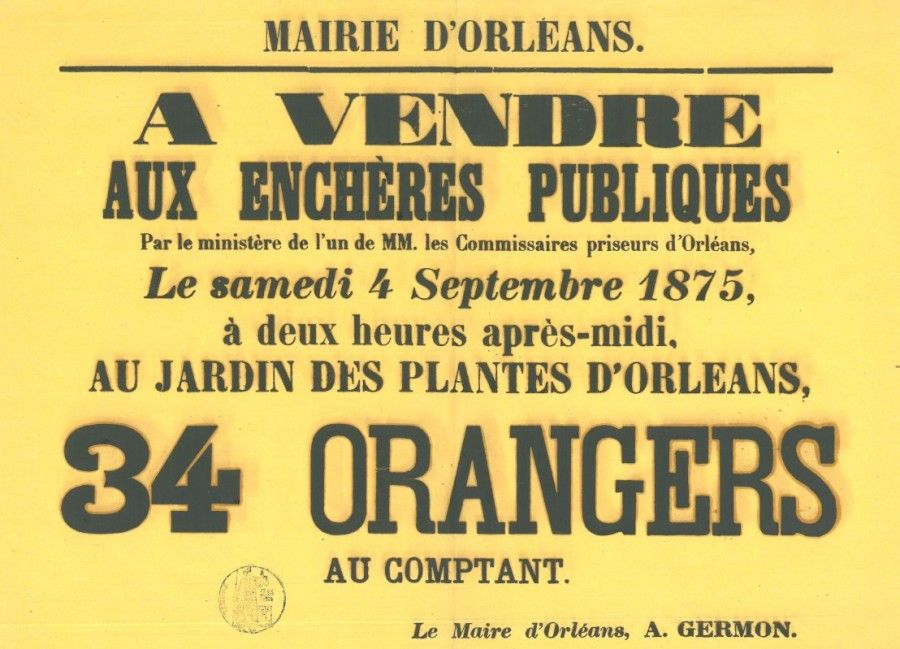 MAIRIE D'ORLÉANS.
A VENDRE
AUX ENCHÈRES PUBLIQUES
Par le ministère de l'un de MM. les Commissaires priseurs d'Orléans,
Le samedi 4 Septembre 1875,
à deux heures après-midi.
AU JARDIN DES PLANTES D'ORLEANS,
34 ORANGERS
AU COMPTANT.
Le Maire d'Orléans, A. GERMON.